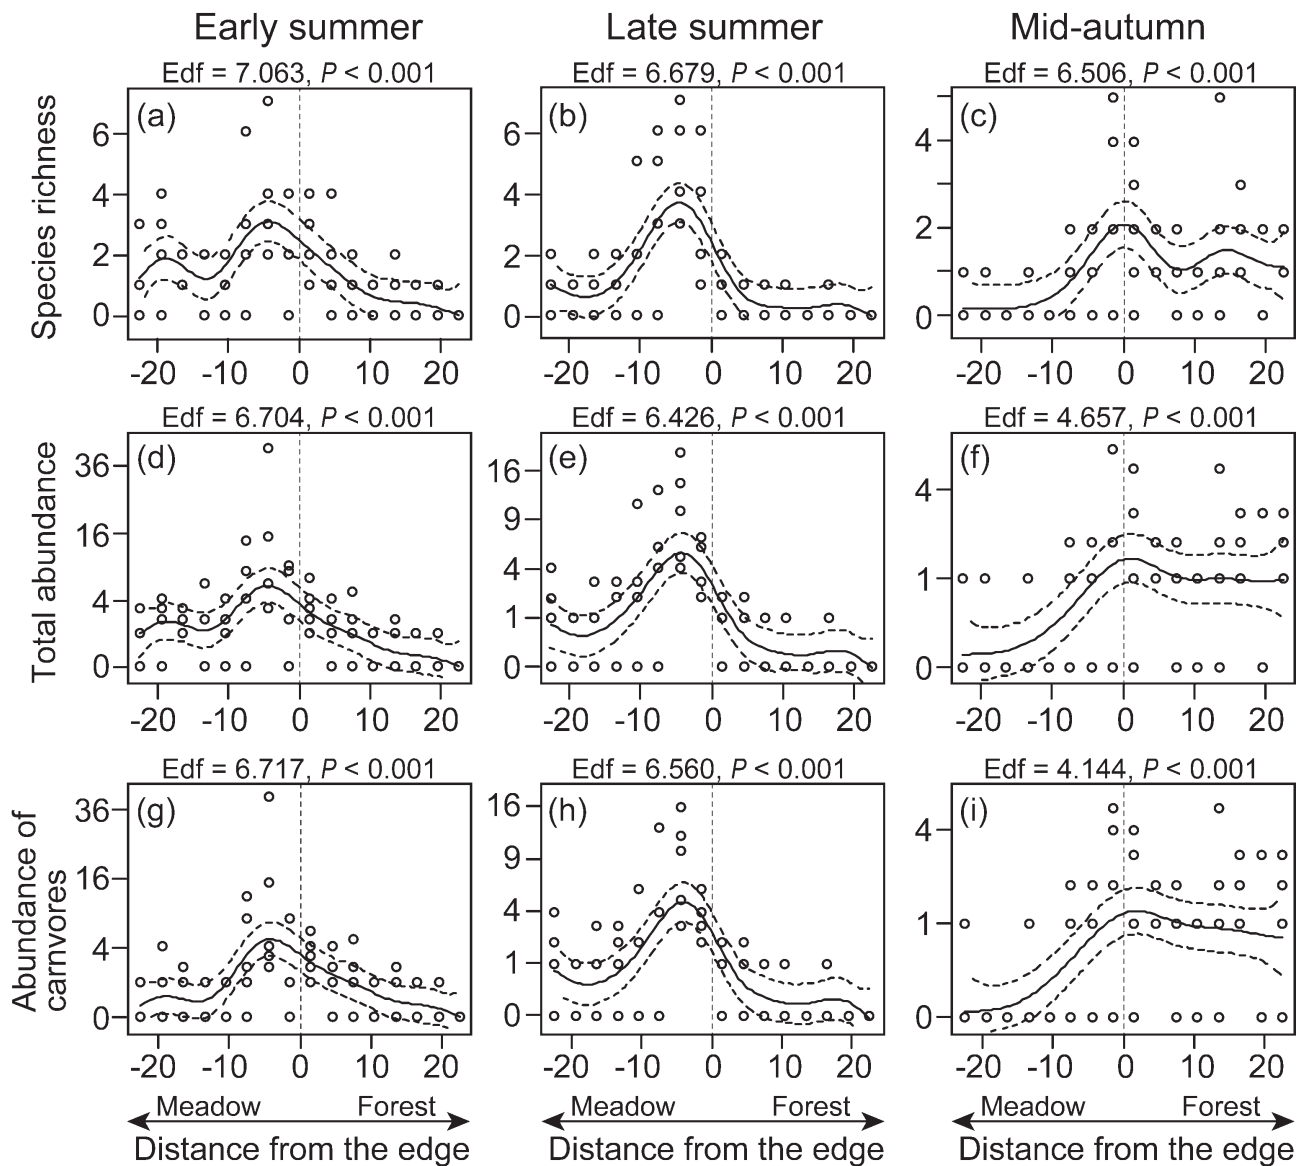 Early summer Late summer Mid-autumn
Edf = 7.063, P < 0.001 Edf = 6.679, P < 0.001 Edf = 6.506, P < 0.001
Species richness
(a)
6
4
2
0
-20 -10 0 10 20
(b)
6
4
2
0
-20 -10 0 10 20
(c)
4
2
1
0
-20 -10 0 10 20
Edf = 6.704, P < 0.001 Edf = 6.426, P < 0.001 Edf = 4.657, P < 0.001
Total abundance
(d)
36
16
4
0
-20 -10 0 10 20
(e)
16
9
4
1
0
-20 -10 0 10 20
(f)
4
1
0
-20 -10 0 10 20
Edf = 6.717, P < 0.001 Edf = 6.560, P < 0.001 Edf = 4.144, P < 0.001
Abundance of
carnvores
(g)
36
16
4
0
-20 -10 0 10 20
(h)
16
9
4
1
0
-20 -10 0 10 20
(i)
4
1
0
-20 -10 0 10 20
Meadow Forest Meadow Forest Meadow Forest
Distance from the edge Distance from the edge Distance from the edge